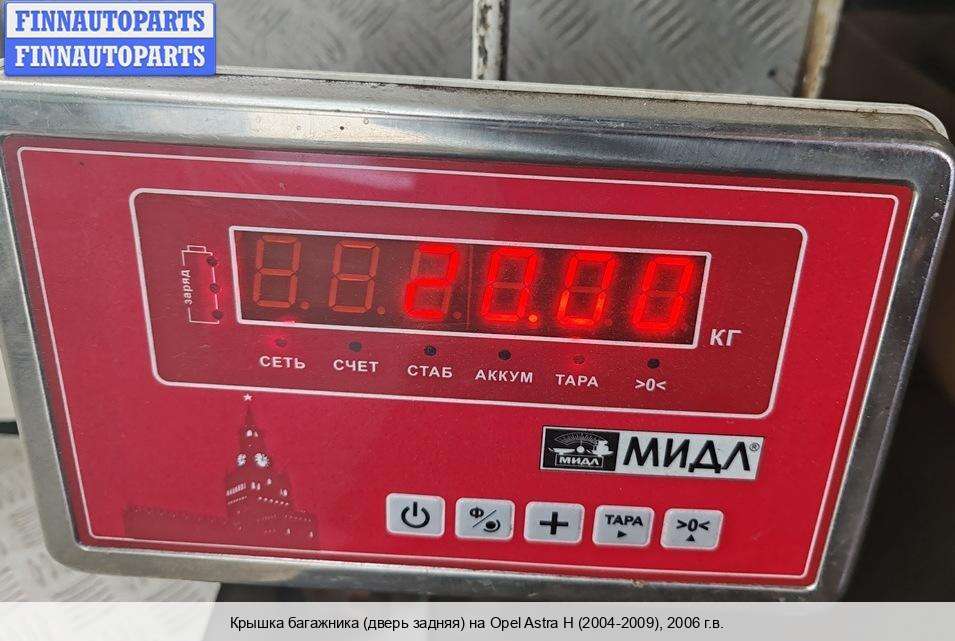 FINNAUTOPARTS
FINNAUTOPARTS
заряд
20.00
КГ
СЕТЬ СЧЕТ СТАБ АККУМ ТАРА >0<
МИДЛ МИДЛ®
Ф + ТАРА >0<
Крышка багажника (дверь задняя) на Opel Astra H (2004-2009), 2006 г.в.